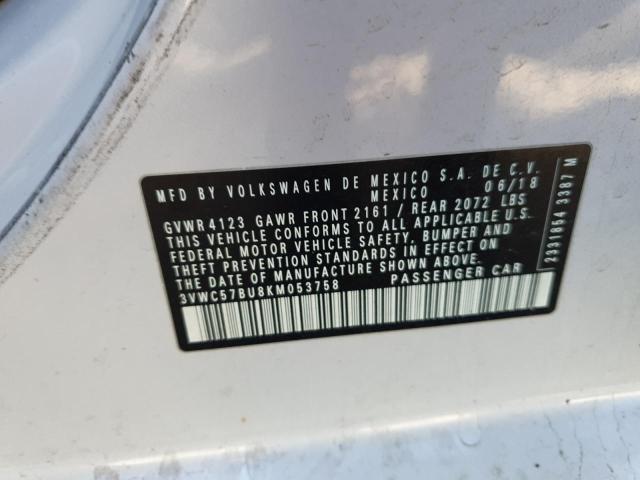 MFD BY VOLKSWAGEN DE MEXICO S.A. DE C.V.
MEXICO 06/18
GVWR 4123 GAWR FRONT 2161 / REAR 2072 LBS
THIS VEHICLE CONFORMS TO ALL APPLICABLE U.S.
FEDERAL MOTOR VEHICLE SAFETY, BUMPER AND
THEFT PREVENTION STANDARDS IN EFFECT ON
THE DATE OF MANUFACTURE SHOWN ABOVE.
3VWC57BU8KM053758 PASSENGER CAR
2331854 3987 M